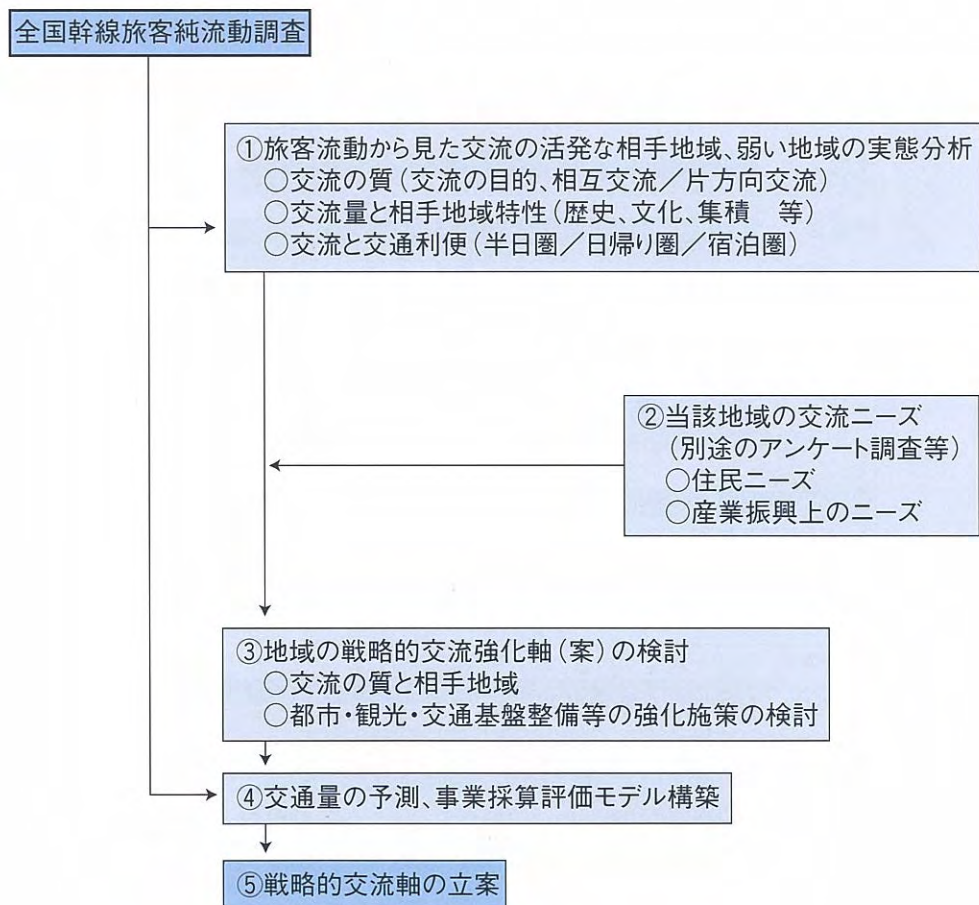 全国幹線旅客純流動調査
①旅客流動から見た交流の活発な相手地域、弱い地域の実態分析
○交流の質（交流の目的、相互交流／片方向交流）
○交流量と相手地域特性（歴史、文化、集積　等）
○交流と交通利便（半日圏／日帰り圏／宿泊圏）
②当該地域の交流ニーズ
（別途のアンケート調査等）
○住民ニーズ
○産業振興上のニーズ
③地域の戦略的交流強化軸（案）の検討
○交流の質と相手地域
○都市・観光・交通基盤整備等の強化施策の検討
④交通量の予測、事業採算評価モデル構築
⑤戦略的交流軸の立案